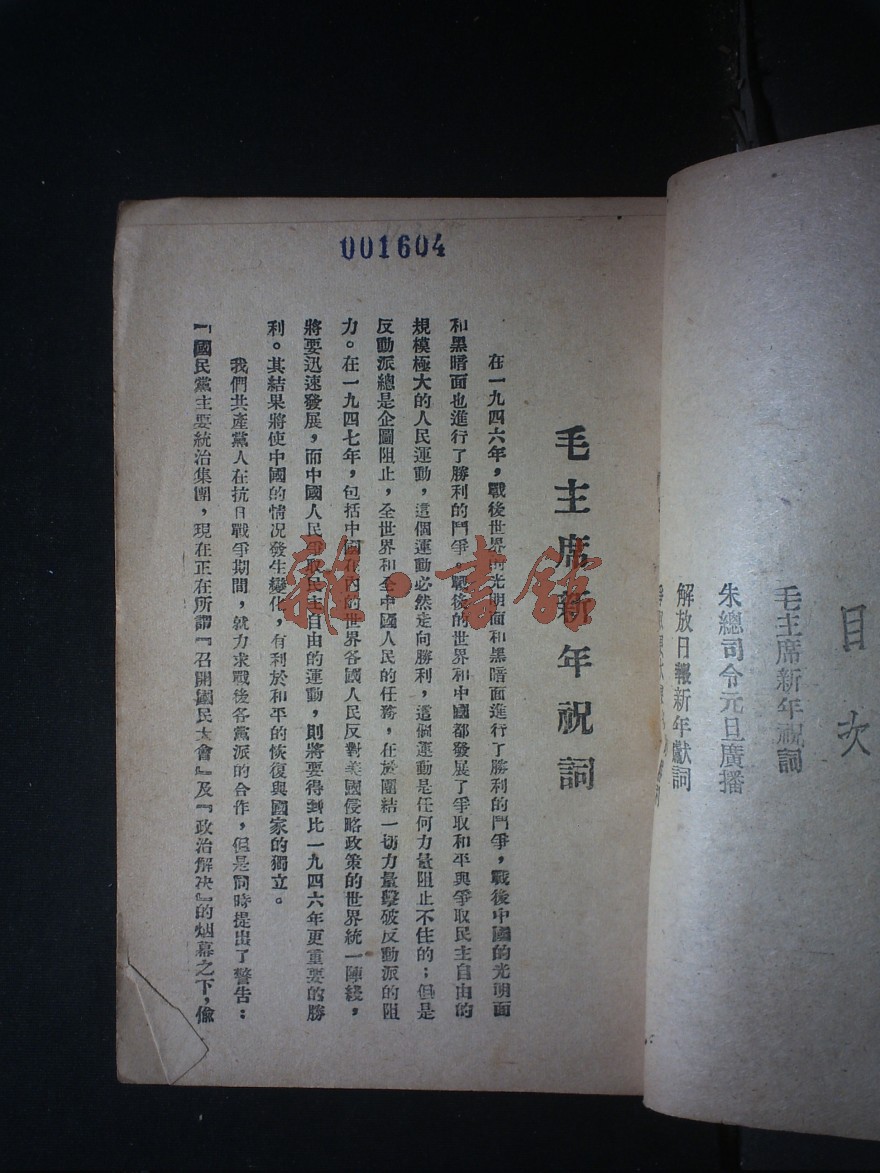 目次
毛主席新年祝詞
朱總司令元旦廣播
解放日報新年獻詞
001604
毛主席新年祝詞
在一九四六年，戰後世界的光明面和黑暗面進行了勝利的鬥爭，戰後中國的光明面
和黑暗面也進行了勝利的鬥爭。戰後的世界和中國都發展了爭取和平與爭取民主自由的
規模極大的人民運動，這個運動必然走向勝利，這個運動是任何力量阻止不住的；但是
反動派總是企圖阻止，全世界和全中國人民的任務，在於團結一切力量擊破反動派的阻
力。在一九四七年，包括中國在內的世界各國人民反對美國侵略政策的世界統一陣綫，
將要迅速發展，而中國人民爭取民主自由的運動，則將要得到比一九四六年更重要的勝
利。其結果將使中國的情況發生變化，有利於和平的恢復與國家的獨立。
我們共產黨人在抗日戰爭期間，就力求戰後各黨派的合作，但是同時提出了警告：
『國民黨主要統治集團，現在正在所謂『召開國民大會』及『政治解决』的烟幕之下，偸
雜·書館